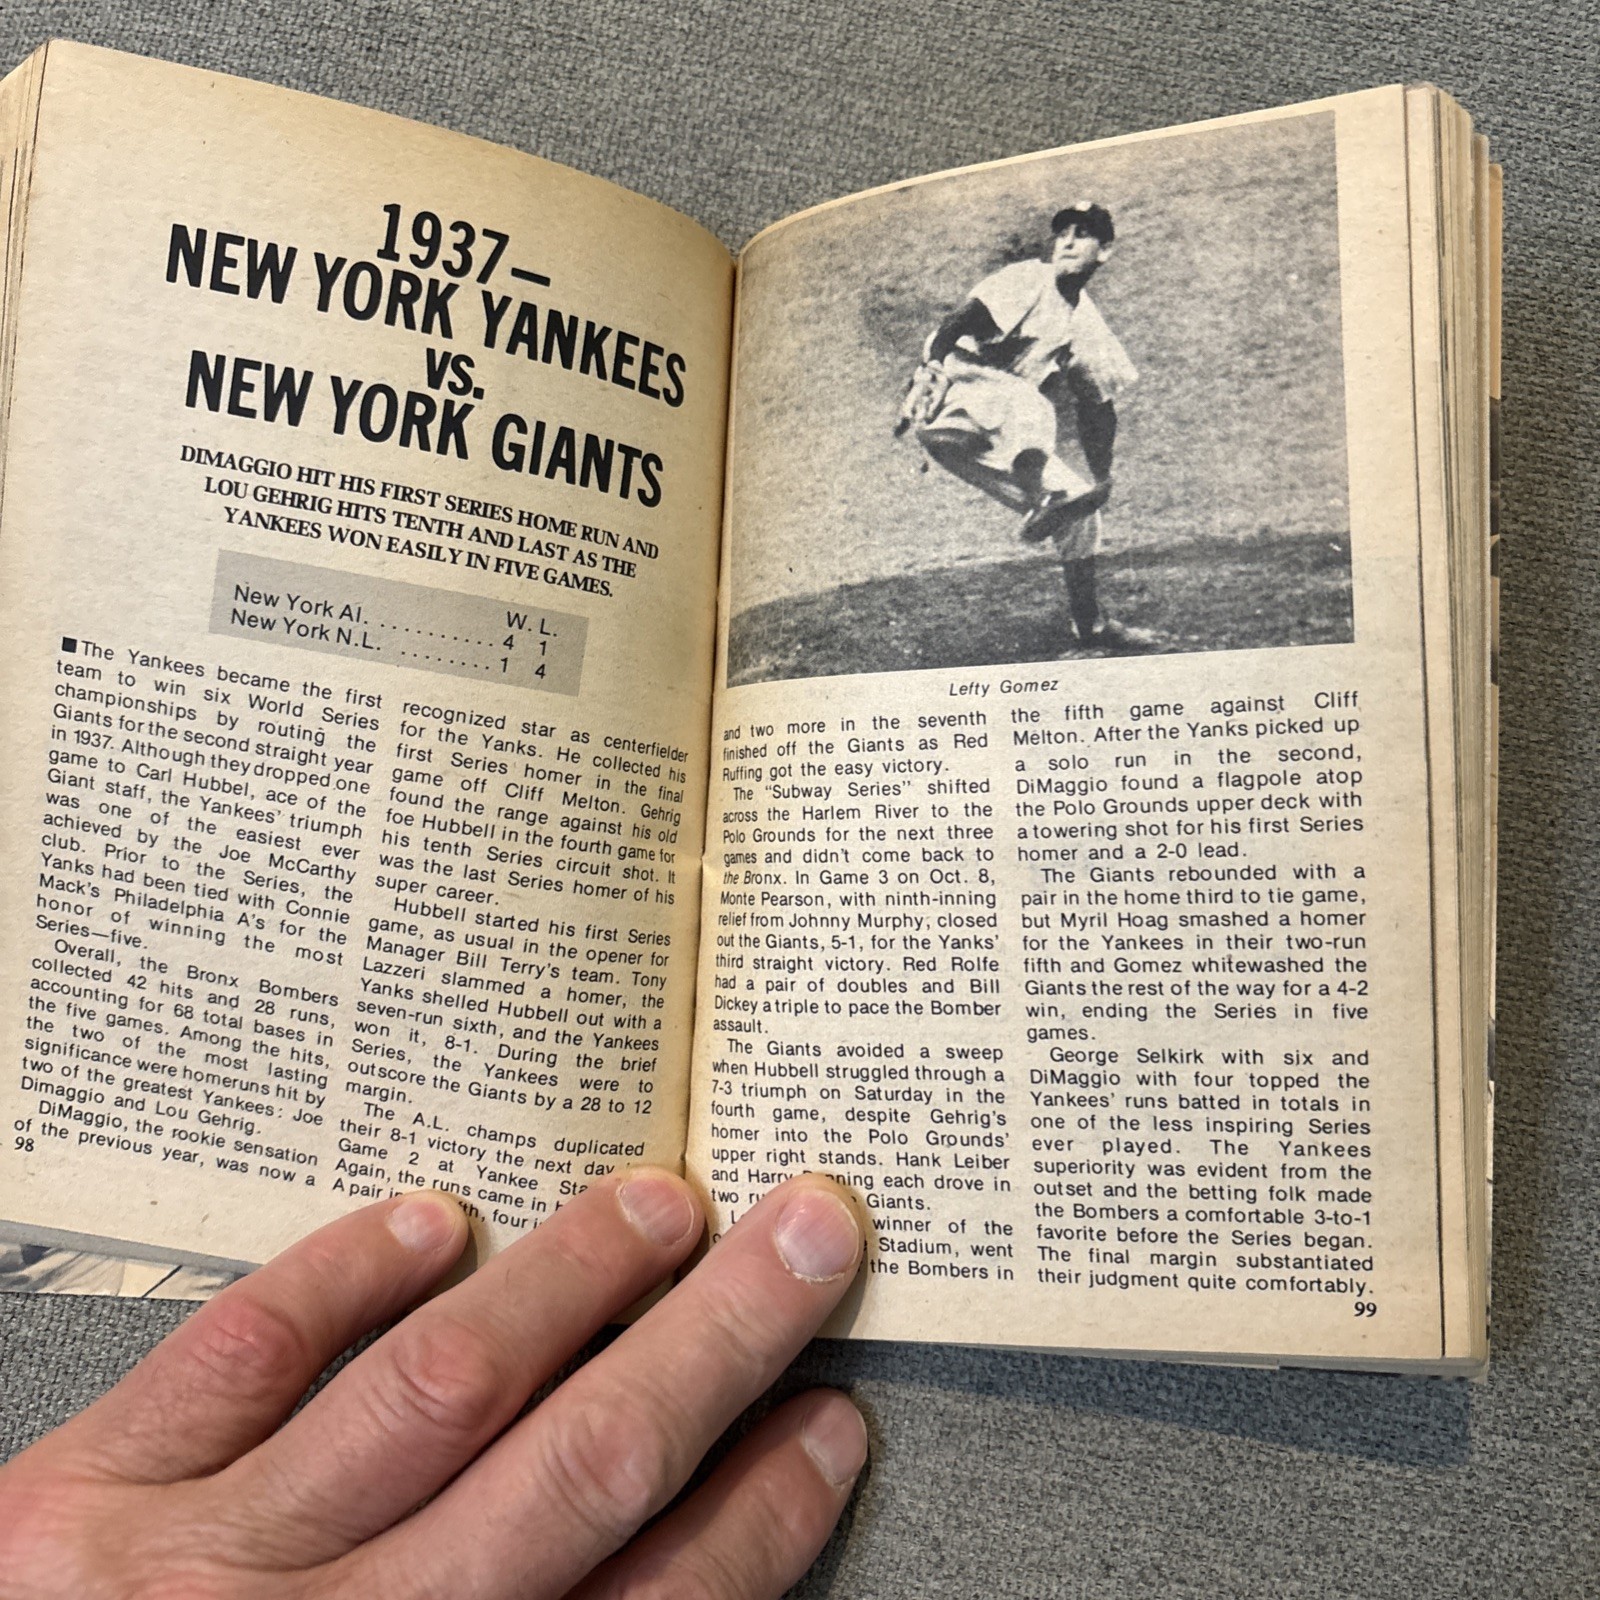 1937—
NEW YORK YANKEES
VS.
NEW YORK GIANTS
DIMAGGIO HIT HIS FIRST SERIES HOME RUN AND
LOU GEHRIG HITS TENTH AND LAST AS THE
YANKEES WON EASILY IN FIVE GAMES.
W. L.
New York Al. . . . . . . . . . . . 4 1
New York N.L. . . . . . . . . . 1 4
■The Yankees became the first
team to win six World Series
championships by routing the
Giants for the second straight year
in 1937. Although they dropped one
game to Carl Hubbel, ace of the
Giant staff, the Yankees' triumph
was one of the easiest ever
achieved by the Joe McCarthy
club. Prior to the Series, the
Yanks had been tied with Connie
Mack's Philadelphia A's for the
honor of winning the most
Series—five.
Overall, the Bronx Bombers
collected 42 hits and 28 runs,
accounting for 68 total bases in
the five games. Among the hits,
the two of the most lasting
significance were homeruns hit by
two of the greatest Yankees: Joe
Dimaggio and Lou Gehrig.
DiMaggio, the rookie sensation
of the previous year, was now a
98
recognized star as centerfielder
for the Yanks. He collected his
first Series homer in the final
game off Cliff Melton. Gehrig
found the range against his old
foe Hubbell in the fourth game for
his tenth Series circuit shot. It
was the last Series homer of his
super career.
Hubbell started his first Series
game, as usual in the opener for
Manager Bill Terry's team. Tony
Lazzeri slammed a homer, the
Yanks shelled Hubbell out with a
seven-run sixth, and the Yankees
won it, 8-1. During the brief
Series, the Yankees were to
outscore the Giants by a 28 to 12
margin.
The A.L. champs duplicated
their 8-1 victory the next day
Game 2 at Yankee
Again, the runs came in
A pair four
Lefty Gomez
and two more in the seventh
finished off the Giants as Red
Ruffing got the easy victory.
The "Subway Series" shifted
across the Harlem River to the
Polo Grounds for the next three
games and didn't come back to
the Bronx. In Game 3 on Oct. 8,
Monte Pearson, with ninth-inning
relief from Johnny Murphy, closed
out the Giants, 5-1, for the Yanks'
third straight victory. Red Rolfe
had a pair of doubles and Bill
Dickey a triple to pace the Bomber
assault.
The Giants avoided a sweep
when Hubbell struggled through a
7-3 triumph on Saturday in the
fourth game, despite Gehrig's
homer into the Polo Grounds'
upper right stands. Hank Leiber
and Harry each drove in
two Giants.
winner of the
Stadium, went
the Bombers in
the fifth game against Cliff
Melton. After the Yanks picked up
a solo run in the second,
DiMaggio found a flagpole atop
the Polo Grounds upper deck with
a towering shot for his first Series
homer and a 2-0 lead.
The Giants rebounded with a
pair in the home third to tie game,
but Myril Hoag smashed a homer
for the Yankees in their two-run
fifth and Gomez whitewashed the
Giants the rest of the way for a 4-2
win, ending the Series in five
games.
George Selkirk with six and
DiMaggio with four topped the
Yankees' runs batted in totals in
one of the less inspiring Series
ever played. The Yankees
superiority was evident from the
outset and the betting folk made
the Bombers a comfortable 3-to-1
favorite before the Series began.
The final margin substantiated
their judgment quite comfortably.
99